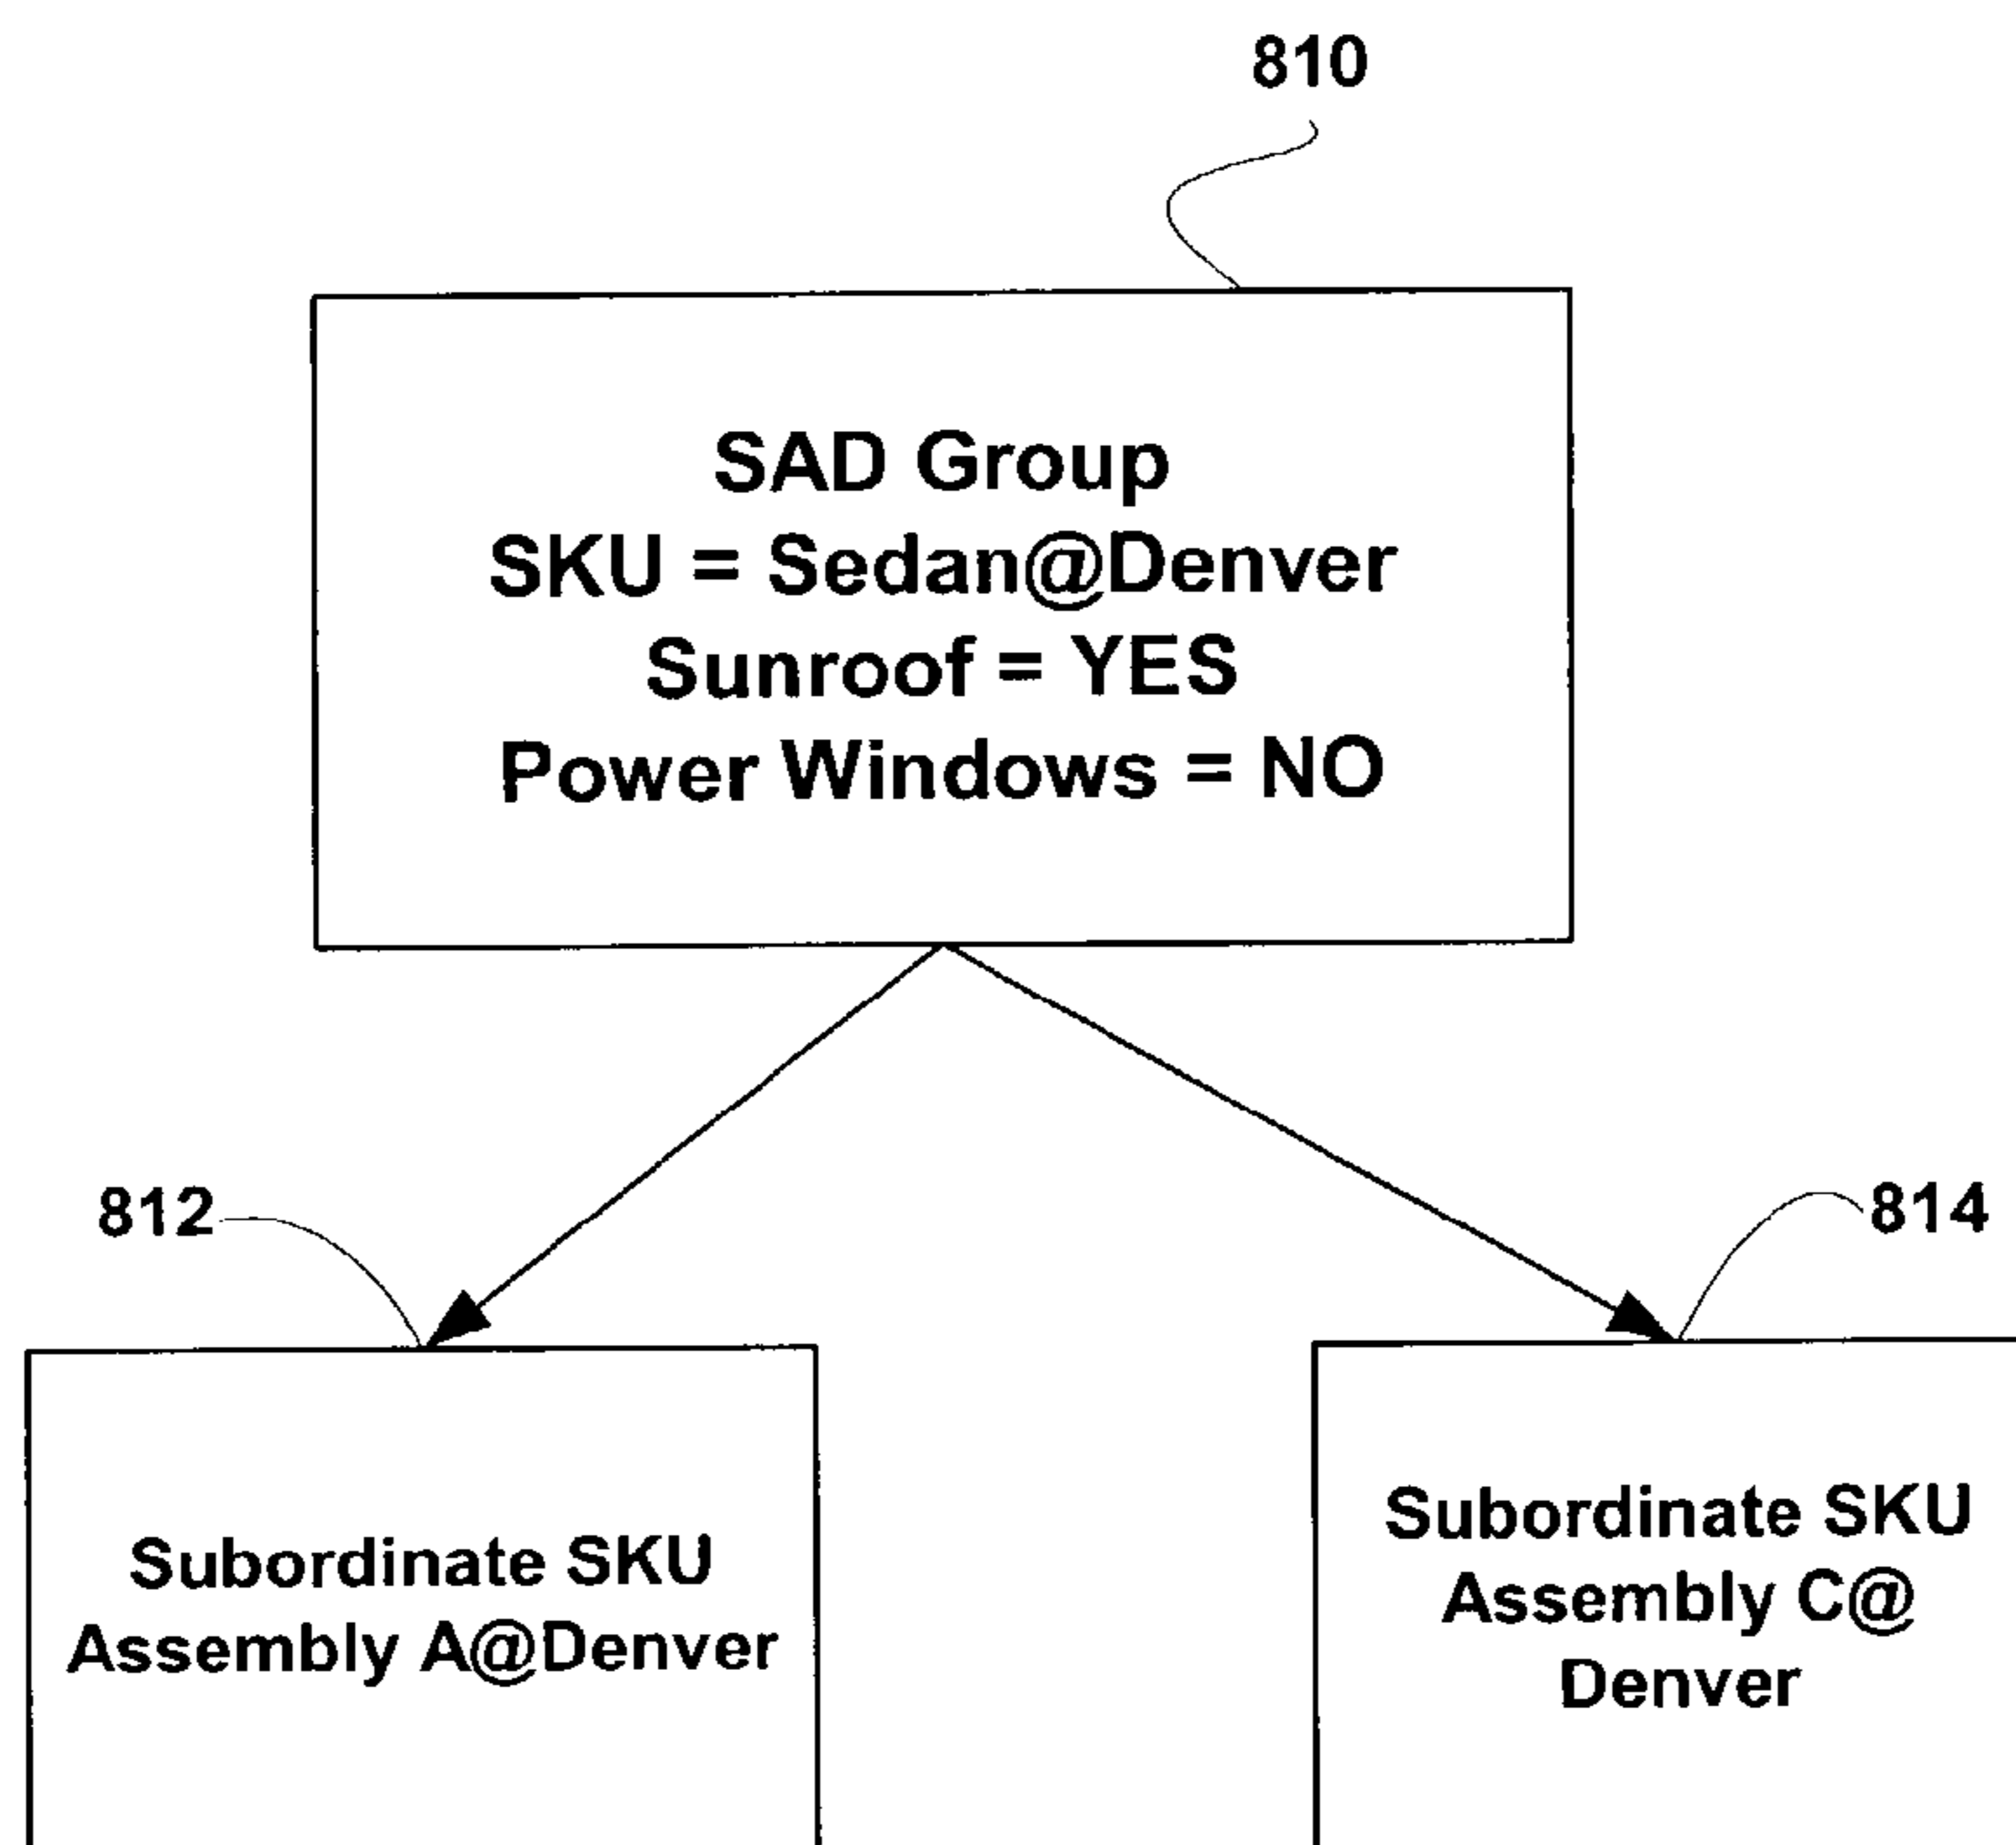 810
SAD Group
SKU = Sedan@Denver
Sunroof = YES
Power Windows = NO
812
814
Subordinate SKU
Assembly A@Denver
Subordinate SKU
Assembly C@
Denver